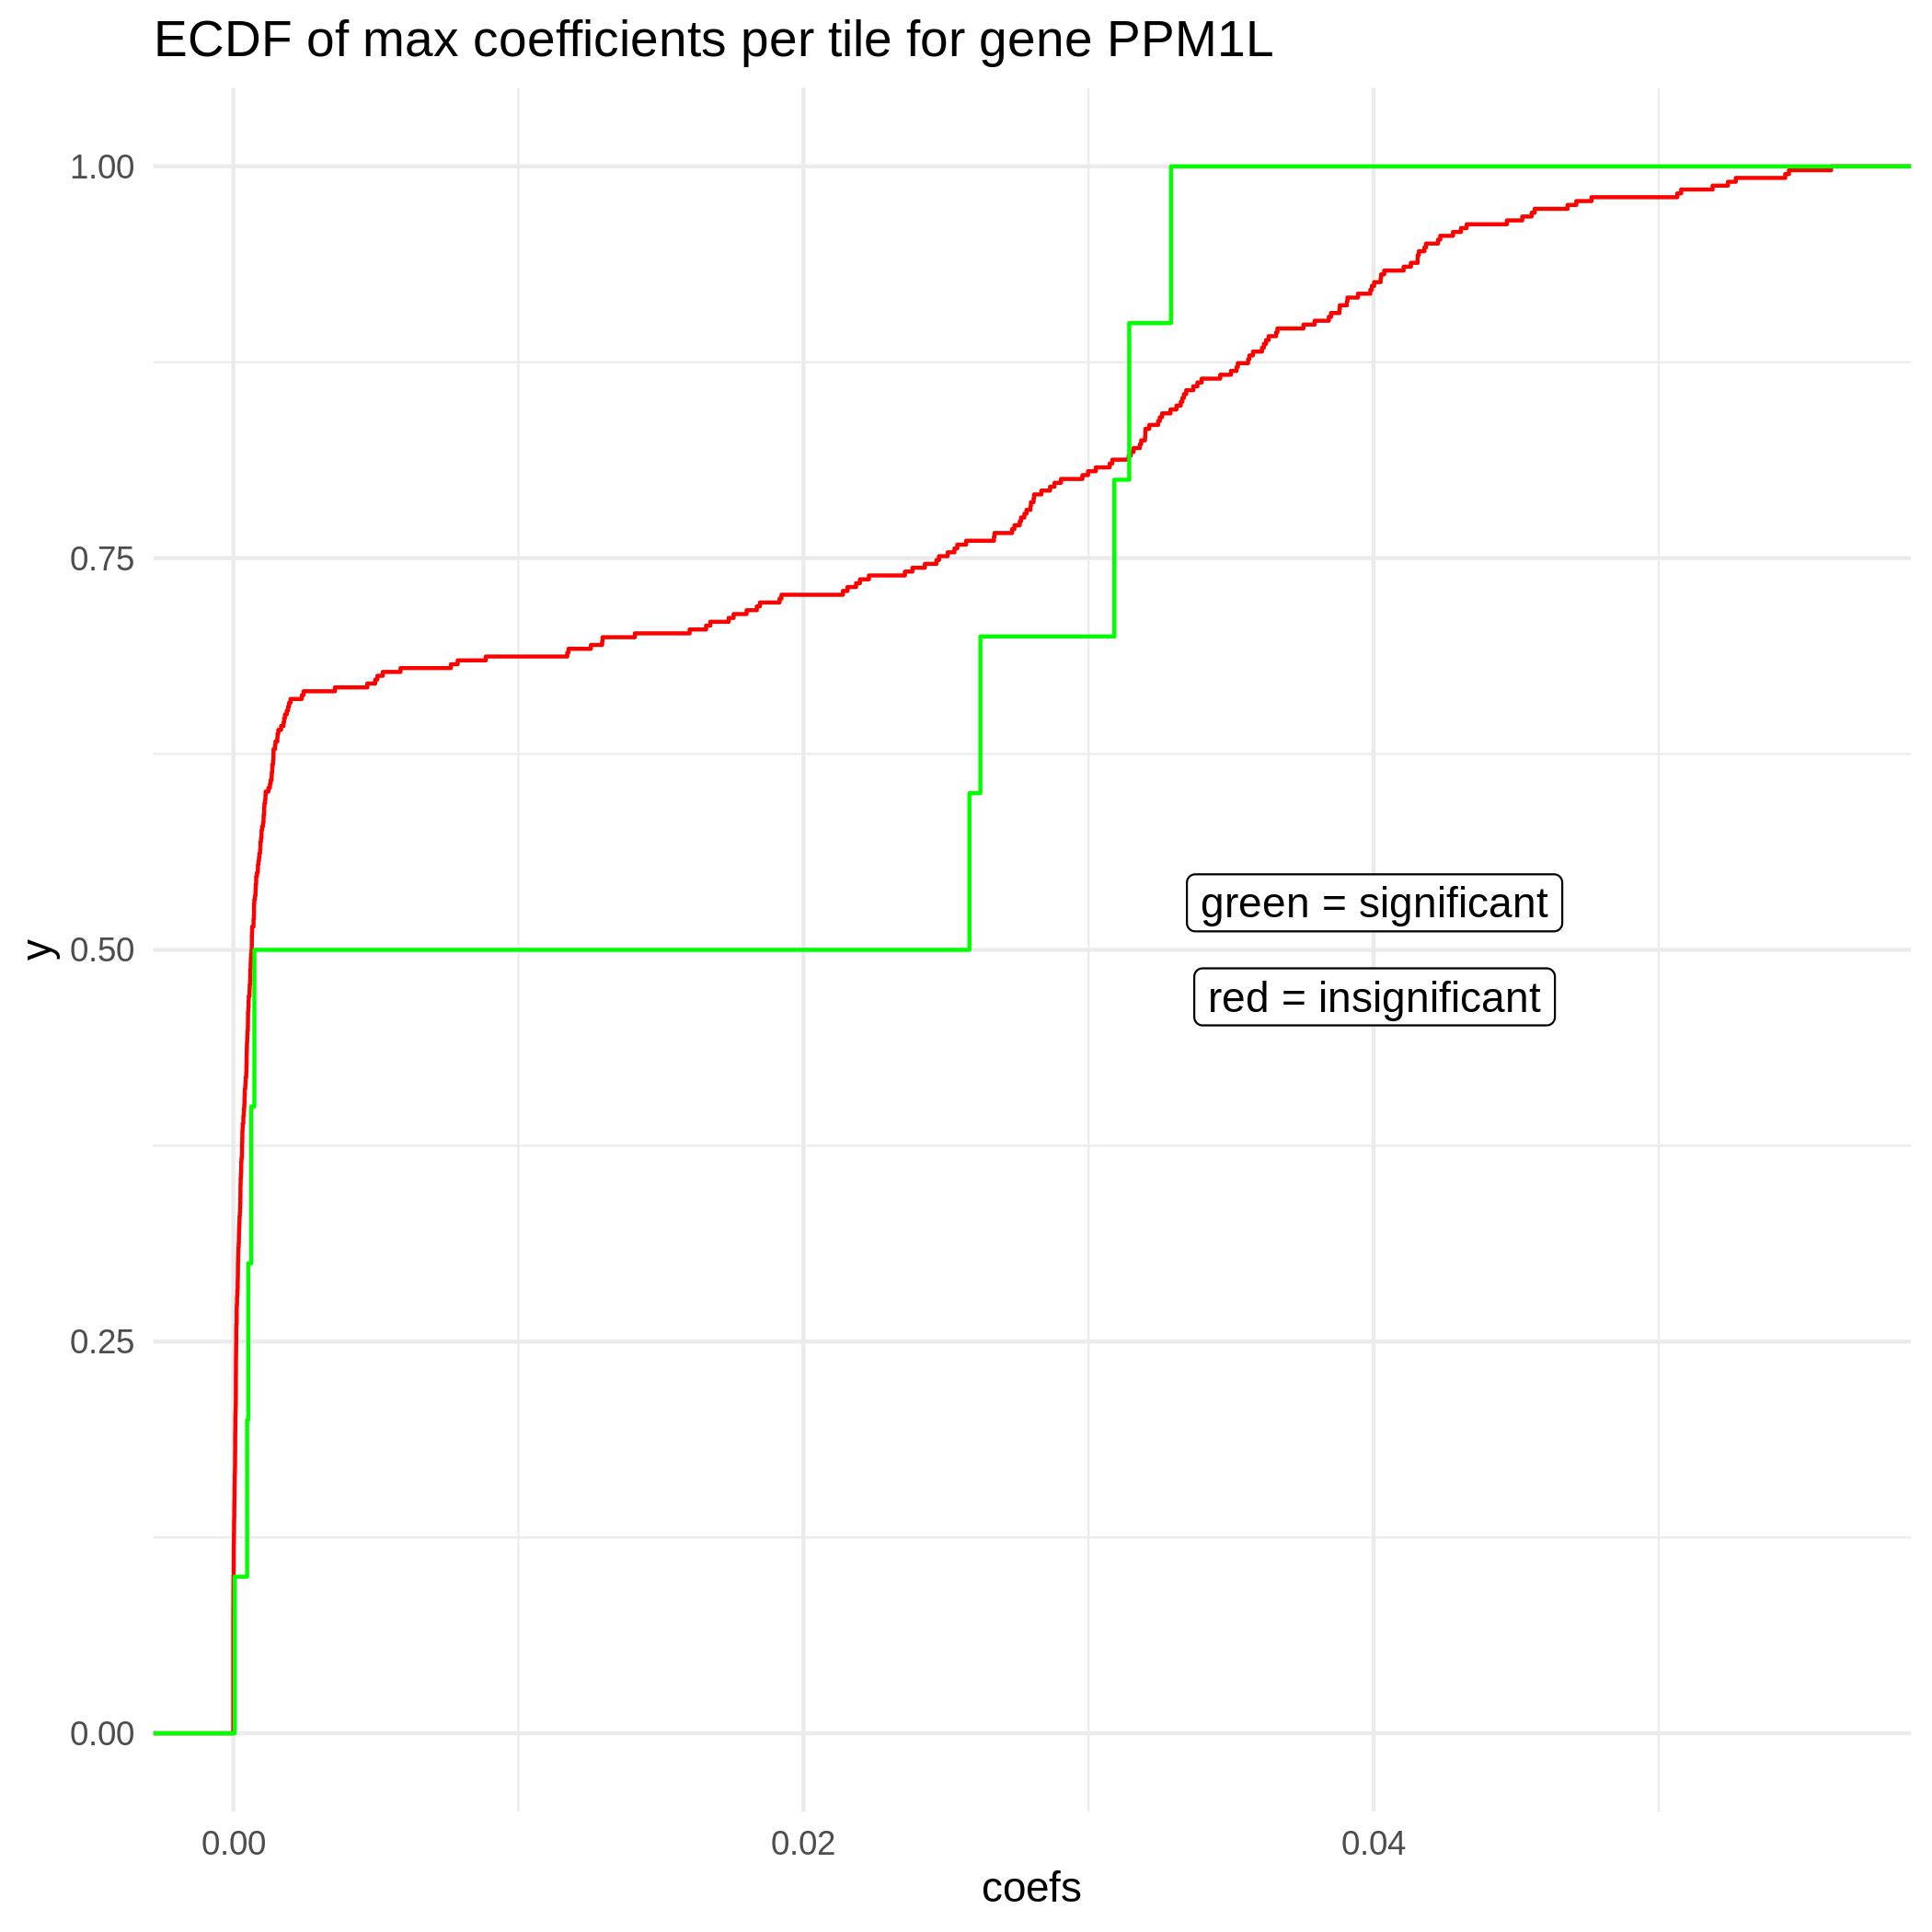 ECDF of max coefficients per tile for gene PPM1L
1.00
0.75
0.50
0.25
0.00
y
green = significant
red = insignificant
0.00 0.02 0.04
coefs